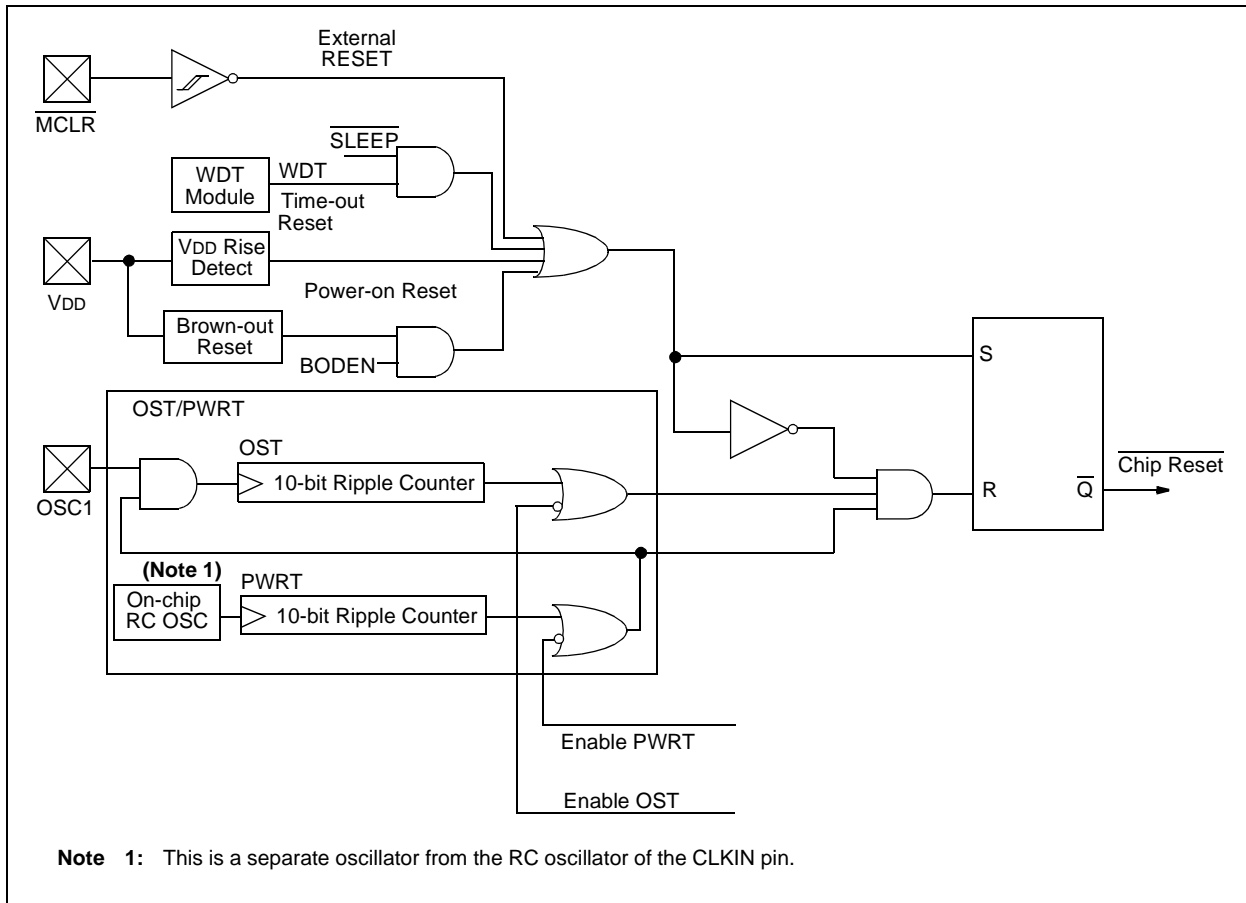 External
RESET
MCLR
SLEEP
WDT
Module
WDT
Time-out
Reset
VDD
VDD Rise
Detect
Power-on Reset
Brown-out
Reset
BODEN
S
OST/PWRT
OST
OSC1
10-bit Ripple Counter
Chip Reset
R
Q
(Note 1)
PWRT
On-chip
RC OSC
10-bit Ripple Counter
Enable PWRT
Enable OST
Note 1: This is a separate oscillator from the RC oscillator of the CLKIN pin.